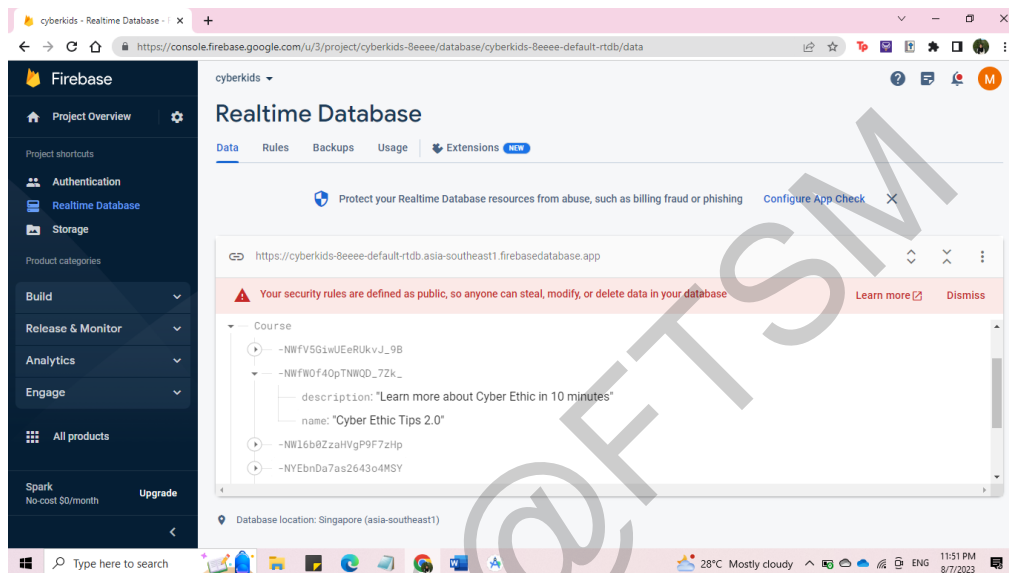 cyberkids - Realtime Database -
https://console.firebase.google.com/u/3/project/cyberkids-8eeee/database/cyberkids-8eeee-default-rtdb/data
Tp
Firebase
cyberkids
M
Project Overview
Realtime Database
Data Rules Backups Usage Extensions NEW
Project shortcuts
Authentication
Realtime Database
Storage
Product categories
Build
Release & Monitor
Analytics
Engage
All products
Spark
No-cost $0/month
Upgrade
Protect your Realtime Database resources from abuse, such as billing fraud or phishing Configure App Check
https://cyberkids-8eeee-default-rtdb.asia-southeast1.firebasedatabase.app
Your security rules are defined as public, so anyone can steal, modify, or delete data in your database Learn more Dismiss
Course
-NWfV5GiwUEeRUkvJ_9B
-NWfWOf4OpTNWQD_7Zk_
description: "Learn more about Cyber Ethic in 10 minutes"
name: "Cyber Ethic Tips 2.0"
-NWl6b0ZzaHVgP9F7zHp
-NYEbnDa7as2643o4MSY
Database location: Singapore (asia-southeast1)
Type here to search
28°C Mostly cloudy
ENG
11:51 PM
8/7/2023
@FTSM